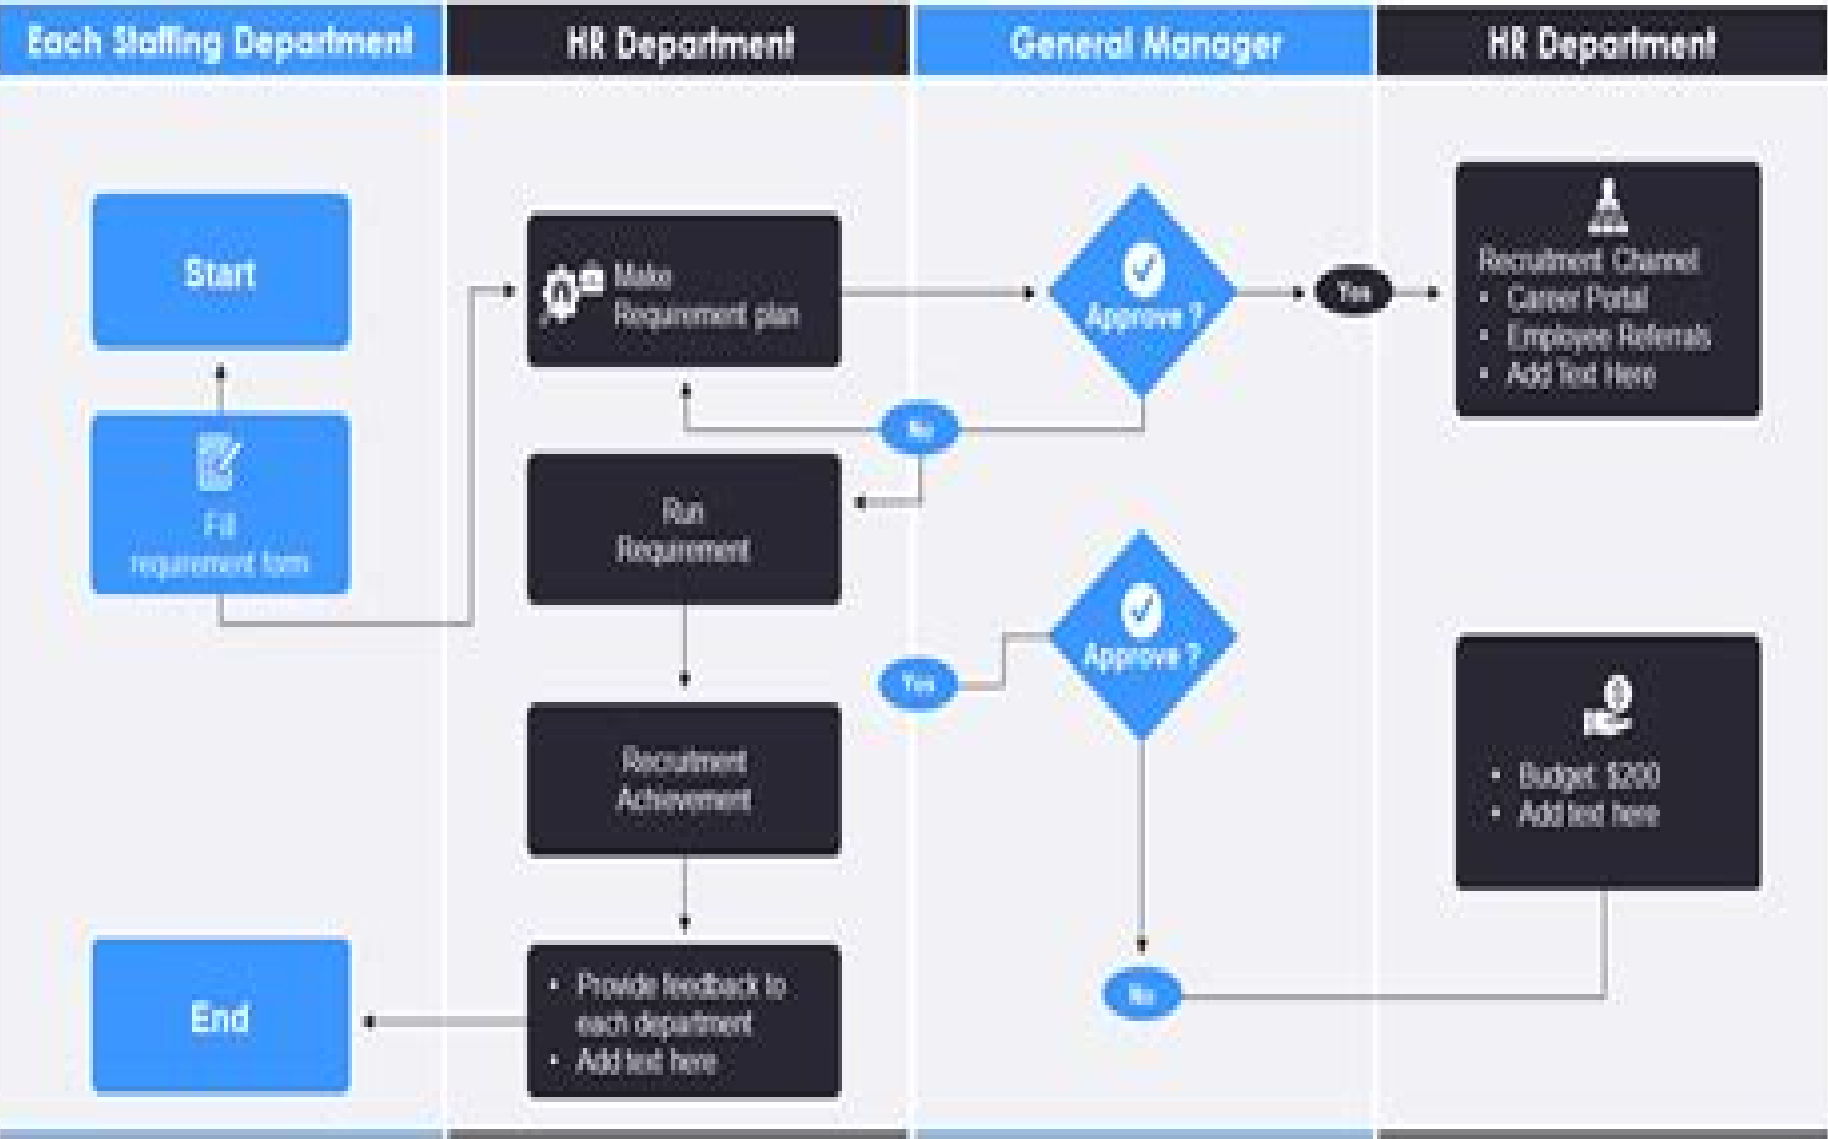 Each Staffing Department
HR Department
General Manager
HR Department
Start
Fill
requirement form
End
Make
Requirement plan
Run
Requirement
Recruitment
Achievement
• Provide feedback to
each department
• Add text here
Approve ?
No
Yes
Approve ?
Yes
No
Recruitment Channel
• Career Portal
• Employee Referrals
• Add Text Here
• Budget: $200
• Add text here